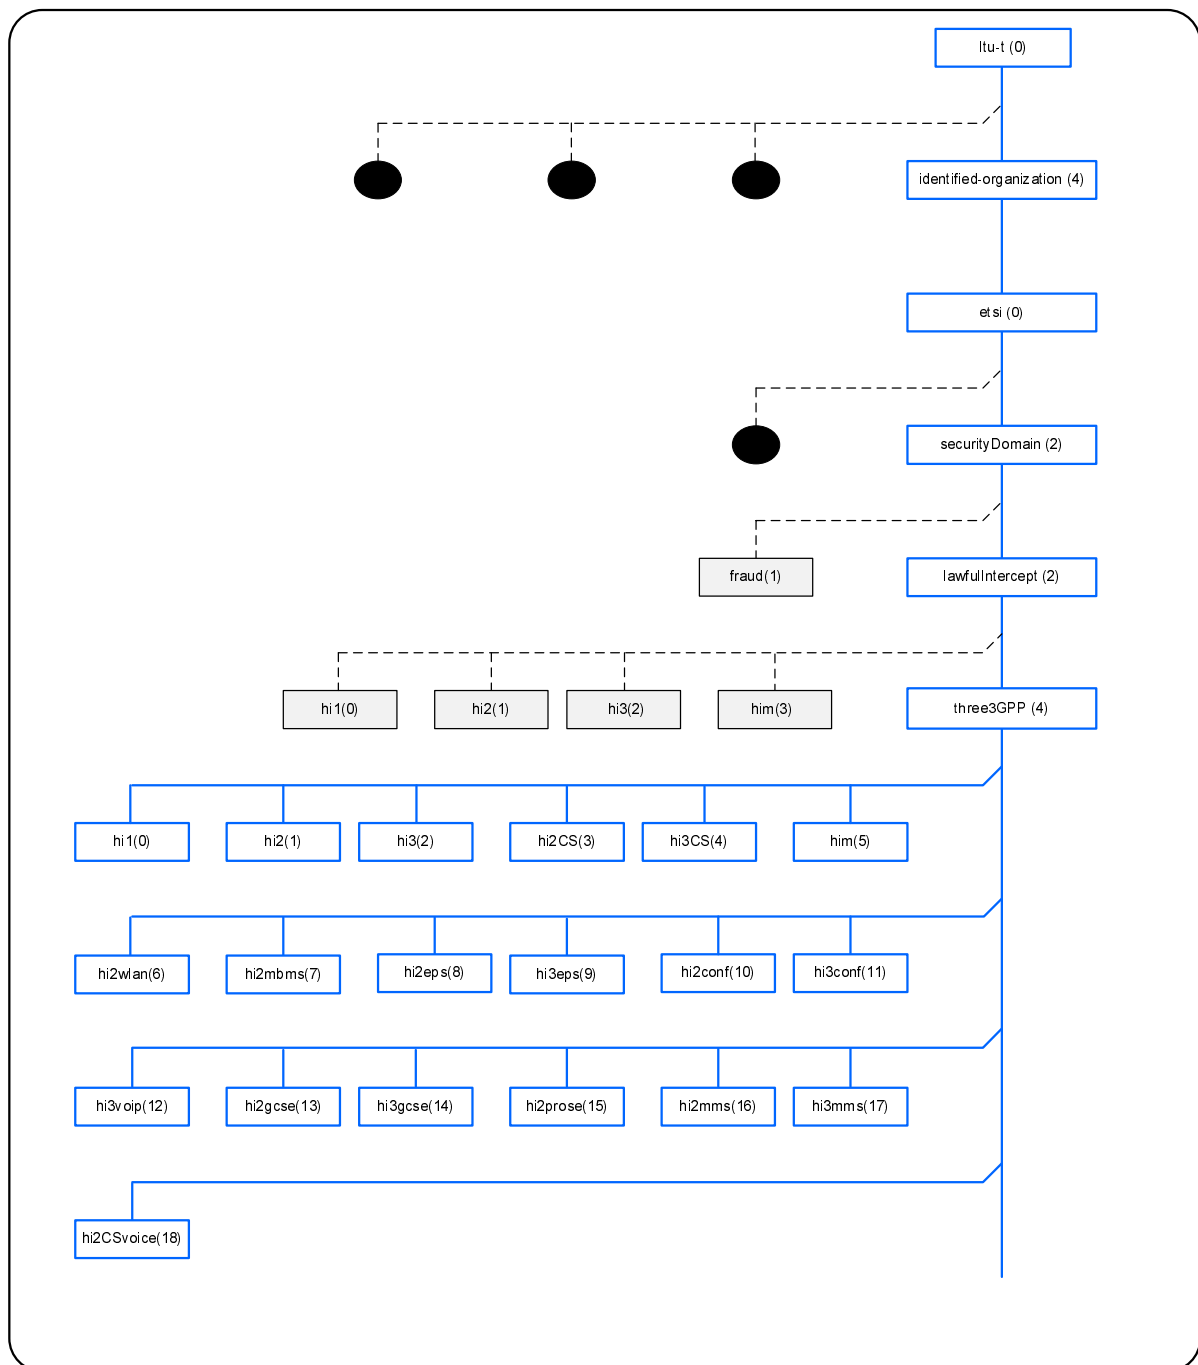 Itu-t (0)
identified-organization (4)
etsi (0)
securityDomain (2)
fraud(1)
lawfulIntercept (2)
hi1(0)
hi2(1)
hi3(2)
him(3)
three3GPP (4)
hi1(0)
hi2(1)
hi3(2)
hi2CS(3)
hi3CS(4)
him(5)
hi2wlan(6)
hi2mbms(7)
hi2eps(8)
hi3eps(9)
hi2conf(10)
hi3conf(11)
hi3voip(12)
hi2gcse(13)
hi3gcse(14)
hi2prose(15)
hi2mms(16)
hi3mms(17)
hi2CSvoice(18)